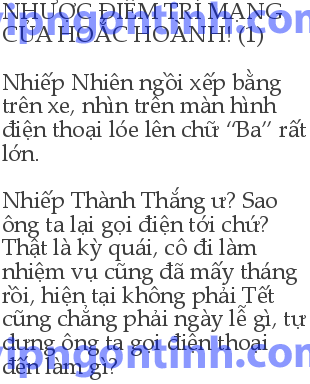 NHƯỢC ĐIỂM TRÍ MẠNG
CỦA HOẮC HOÀNH! (1)
Nhiếp Nhiên ngồi xếp bằng
trên xe, nhìn trên màn hình
điện thoại lóe lên chữ “Ba” rất
lớn.
Nhiếp Thành Thắng ư? Sao
ông ta lại gọi điện tới chứ?
Thật là kỳ quái, cô đi làm
nhiệm vụ cũng đã mấy tháng
rồi, hiện tại không phải Tết
cũng chẳng phải ngày lễ gì, tự
dưng ông ta gọi điện thoại
đến làm gì?
vpngontinh.com
vpngontinh.com